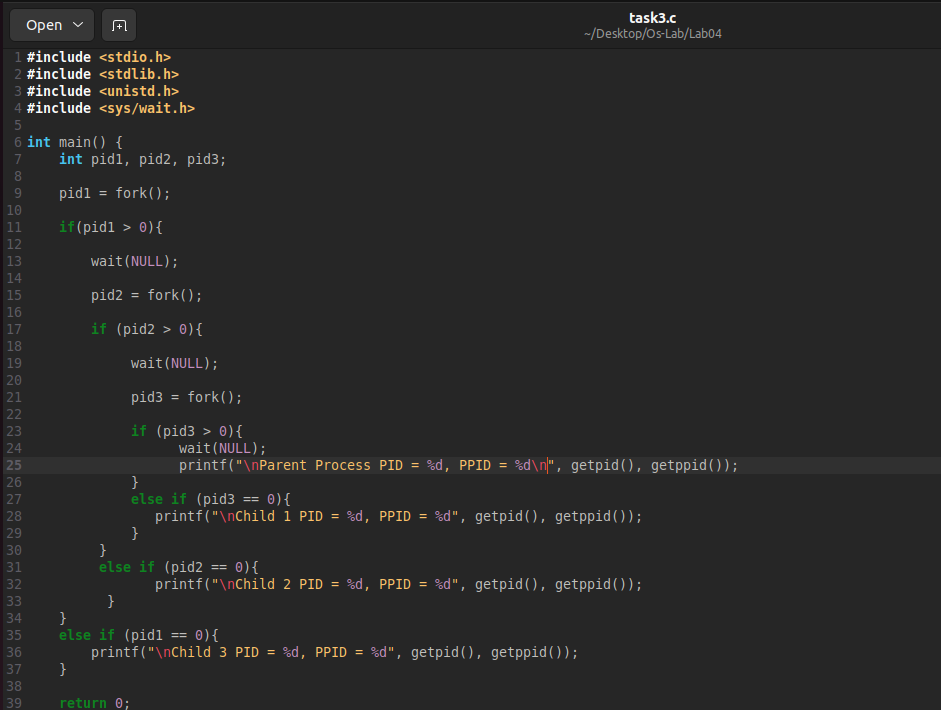 Open
task3.c
~/Desktop/Os-Lab/Lab04
1 #include <stdio.h>
2 #include <stdlib.h>
3 #include <unistd.h>
4 #include <sys/wait.h>
5
6 int main() {
7     int pid1, pid2, pid3;
8
9     pid1 = fork();
10
11     if(pid1 > 0){
12
13         wait(NULL);
14
15         pid2 = fork();
16
17         if (pid2 > 0){
18
19              wait(NULL);
20
21              pid3 = fork();
22
23              if (pid3 > 0){
24                    wait(NULL);
25                    printf("\nParent Process PID = %d, PPID = %d\n", getpid(), getppid());
26              }
27              else if (pid3 == 0){
28                 printf("\nChild 1 PID = %d, PPID = %d", getpid(), getppid());
29              }
30          }
31          else if (pid2 == 0){
32                 printf("\nChild 2 PID = %d, PPID = %d", getpid(), getppid());
33           }
34     }
35     else if (pid1 == 0){
36         printf("\nChild 3 PID = %d, PPID = %d", getpid(), getppid());
37     }
38
39     return 0;